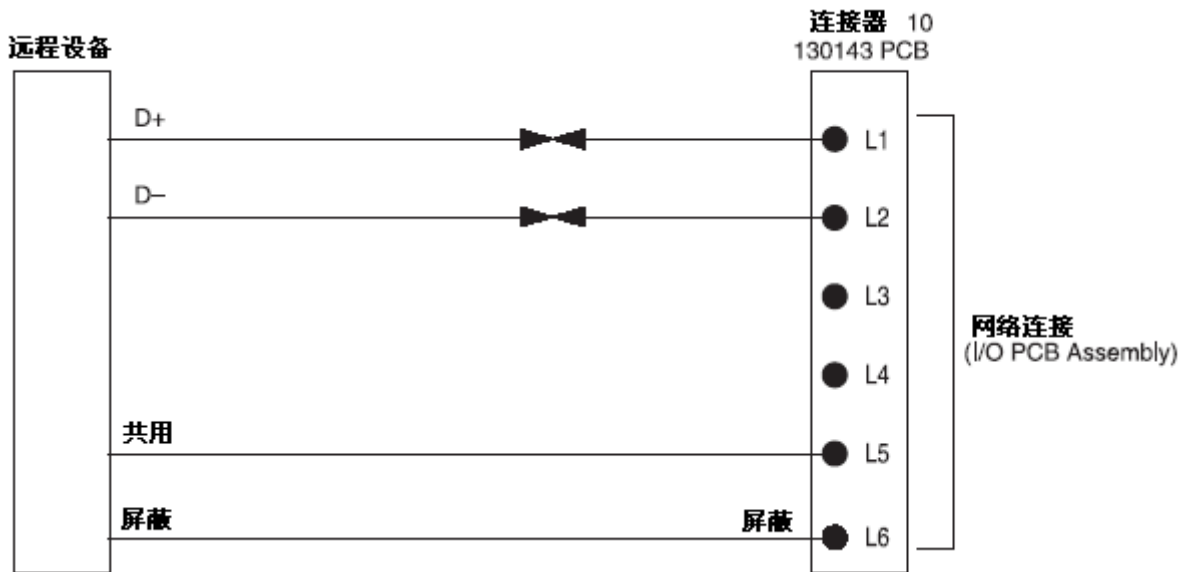 连接器 10
130143 PCB
远程设备
D+
L1
D−
L2
L3
网络连接
(I/O PCB Assembly)
L4
共用
L5
屏蔽
屏蔽
L6